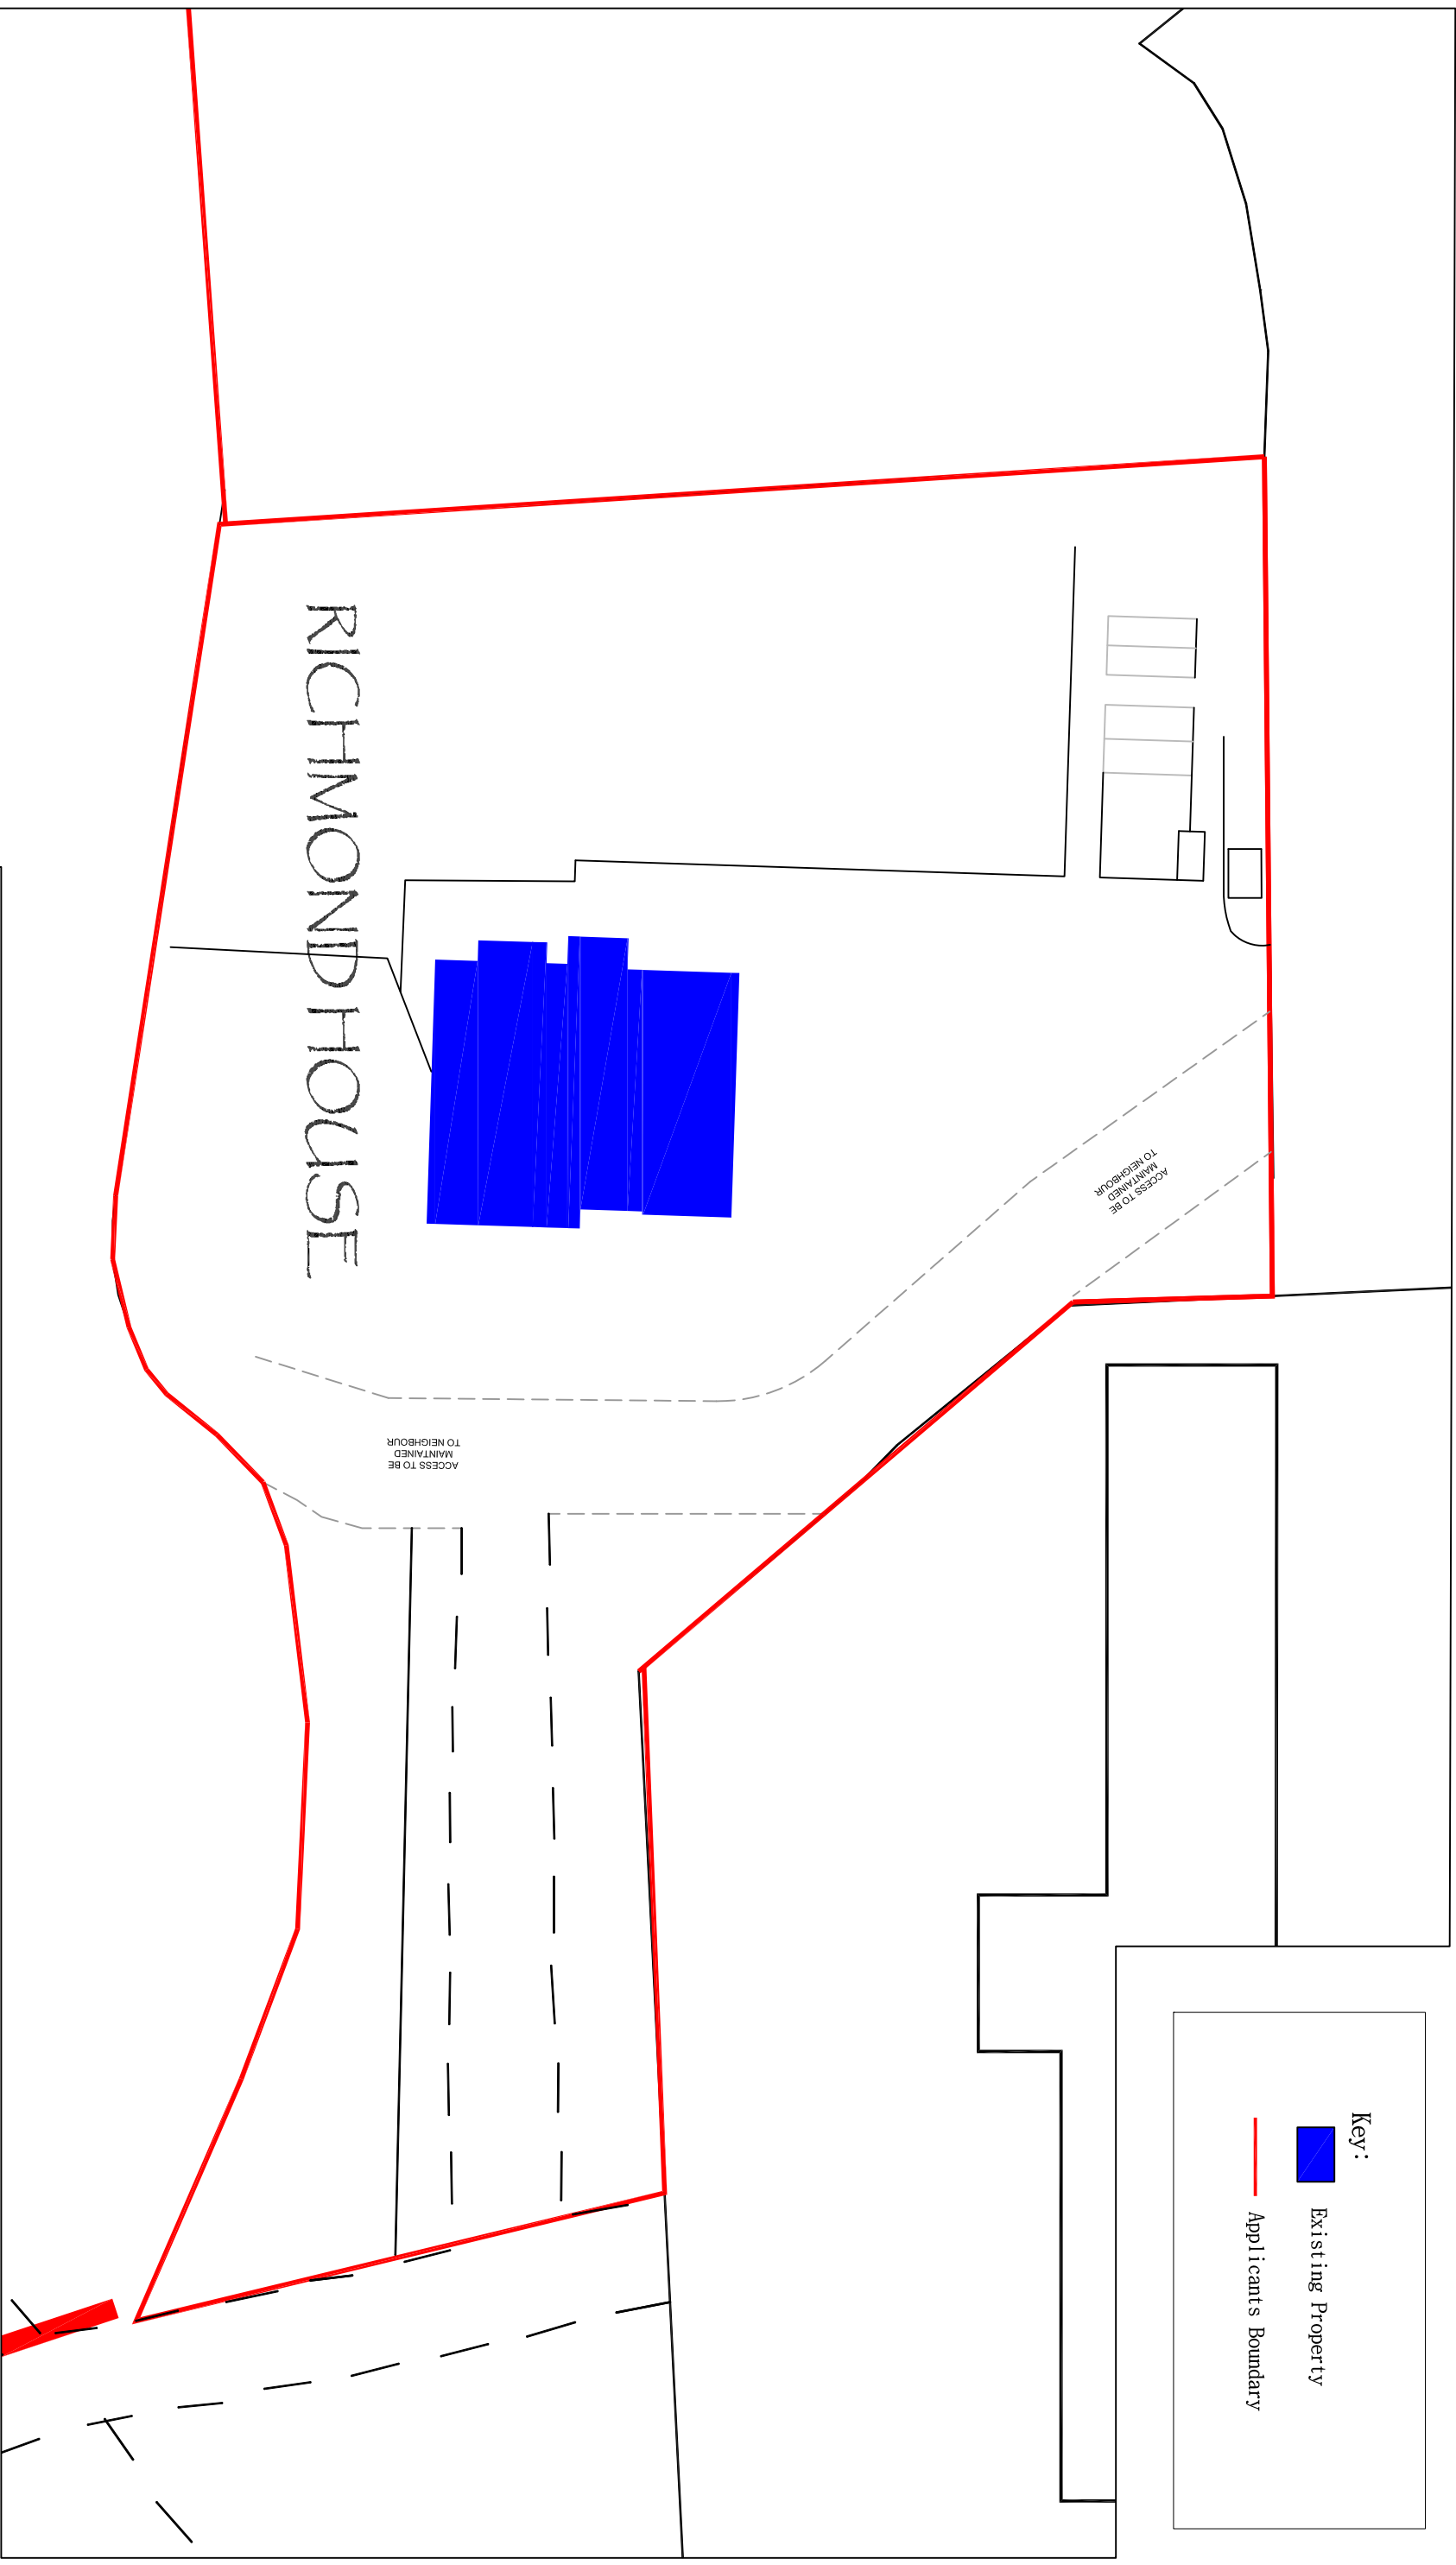 RICHMOND HOUSE
ACCESS TO BE
MAINTAINED
TO NEIGHBOUR
ACCESS TO BE
MAINTAINED
TO NEIGHBOUR
Key:
Existing Property
Applicants Boundary